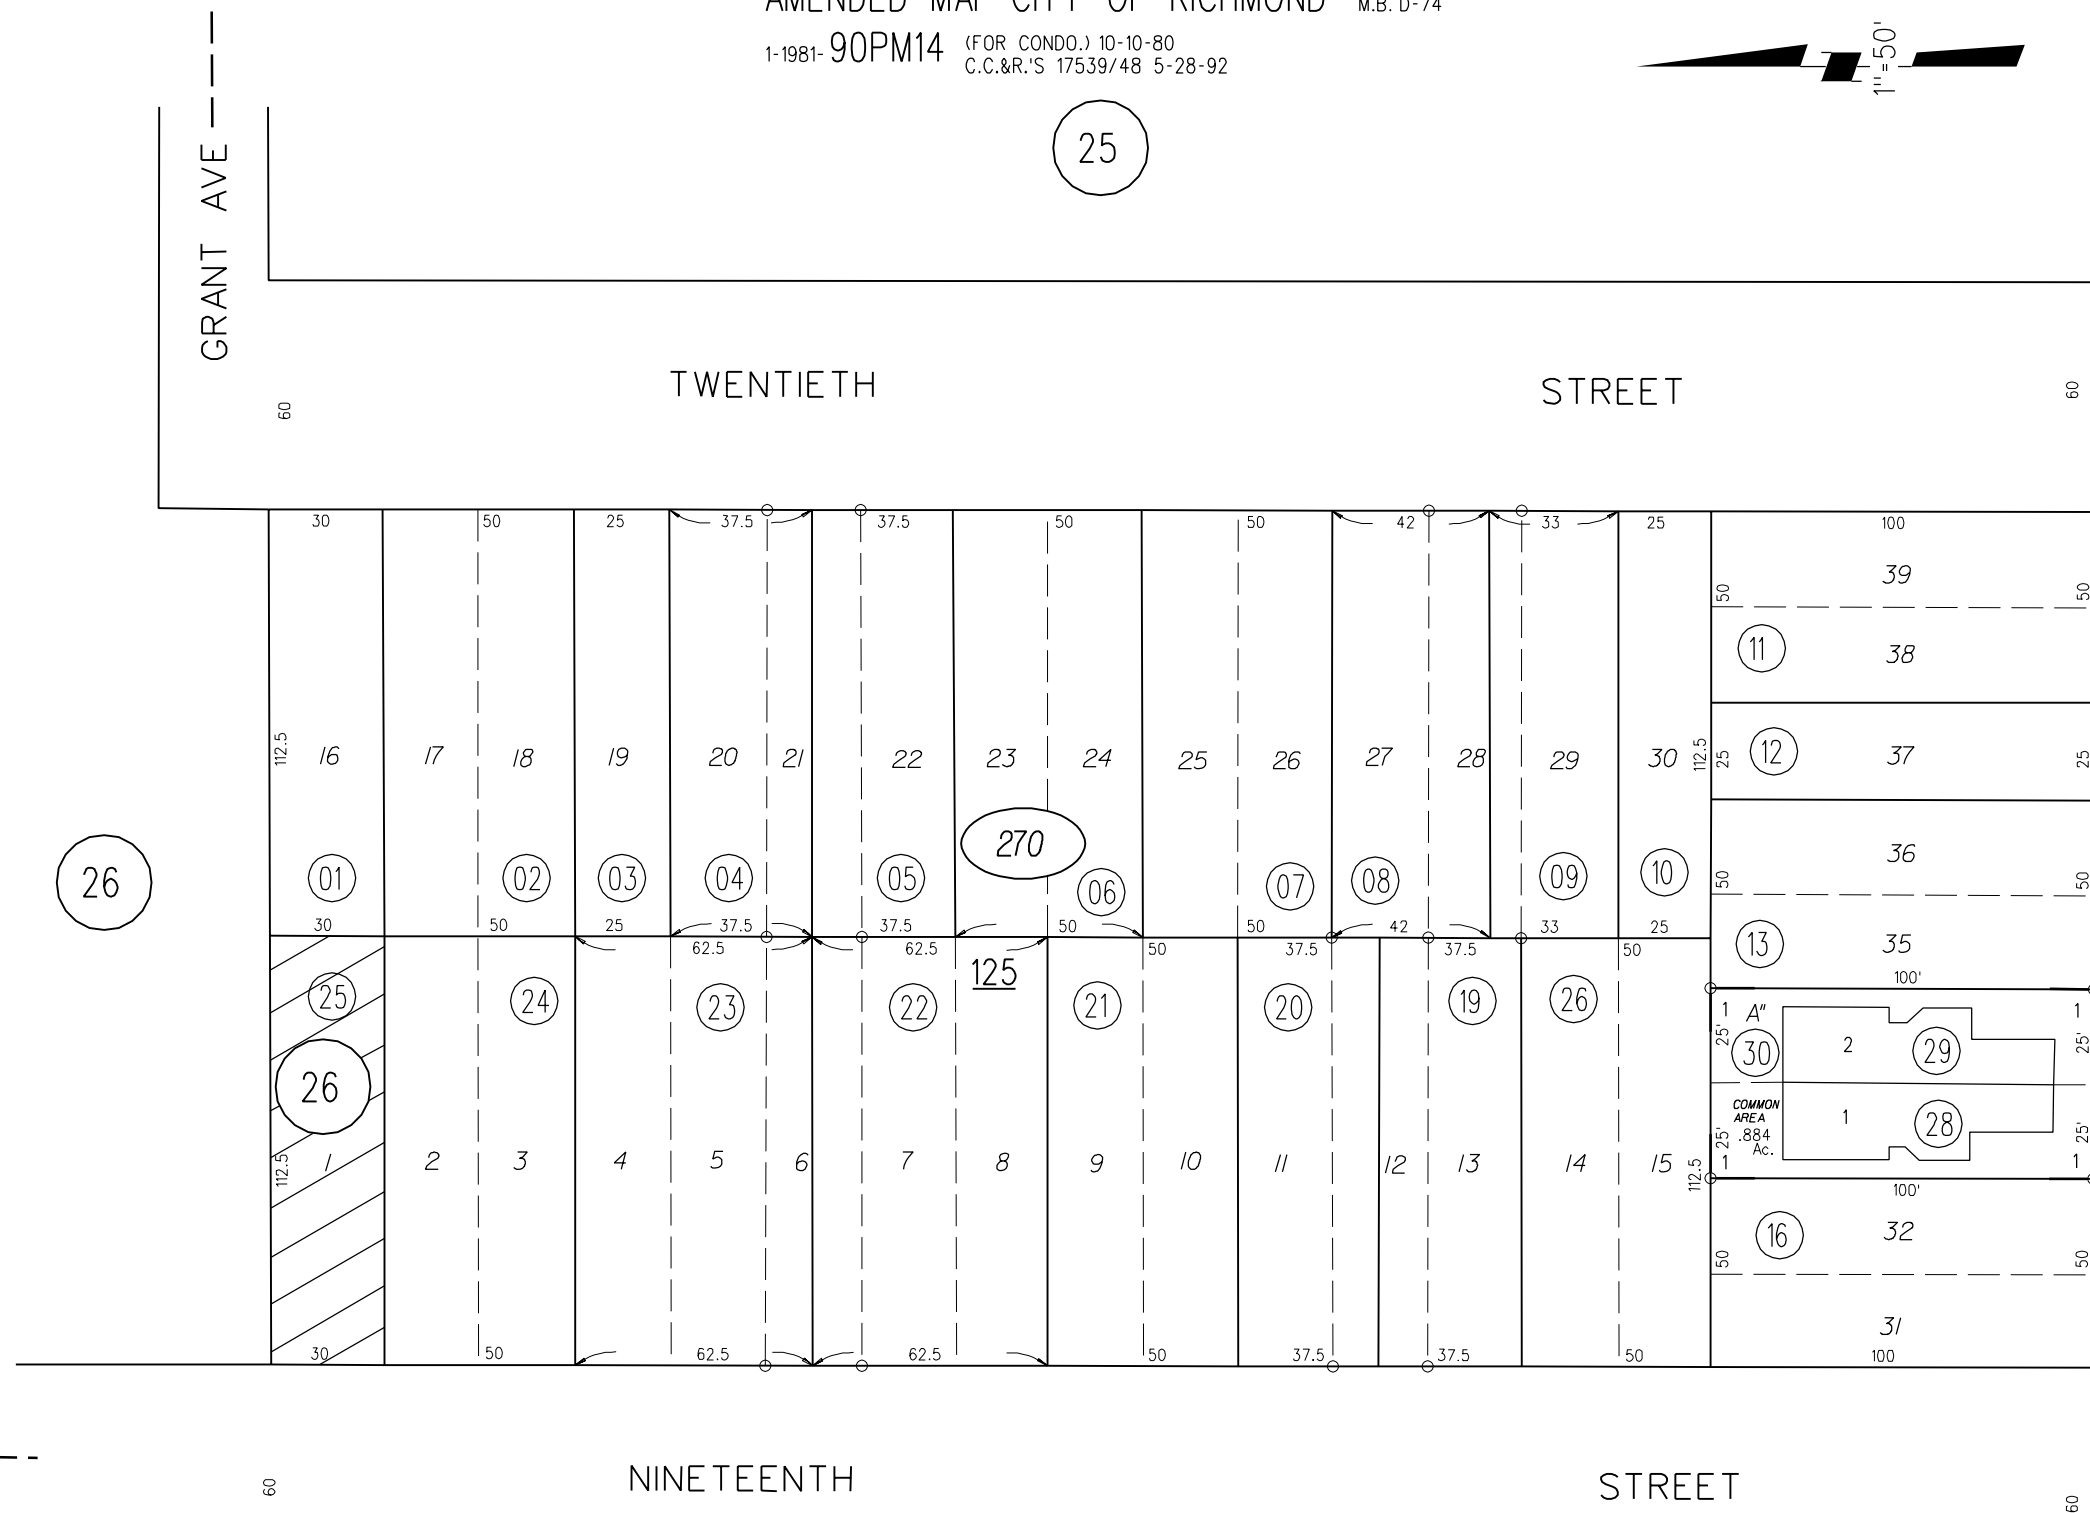 AMENDED MAP CITY OF RICHMOND M.B. D-74
1-1981- 90PM14 (FOR CONDO.) 10-10-80
C.C.&R.'S 17539/48 5-28-92
1"=50'
25
GRANT AVE
TWENTIETH STREET
60 60
30 50 25 37.5 37.5 50 50 42 33 25 100
39
50 50
11 38
112.5 16 17 18 19 20 21 22 23 24 25 26 27 28 29 30 112.5
25 12 37 25
270
36
26
01 02 03 04 05 06 07 08 09 10
50 50
30 50 25 37.5 37.5 50 50 42 33 25
13 35
62.5 62.5 50 37.5 37.5 50
125
100'
25 24 23 22 21 20 19 26
1 A" 1
25' 30 2 29 25'
26
COMMON
AREA
.884
Ac.
1 28
25' 25'
1 1
112.5 1 2 3 4 5 6 7 8 9 10 11 12 13 14 15 112.5
100'
16 32
50 50
31
30 50 62.5 62.5 50 37.5 37.5 50 100
NINETEENTH STREET
60 60